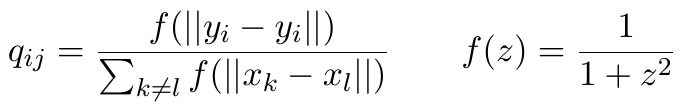 q_{ij} = \frac{f(||y_i - y_i||)}{\sum_{k \neq l} f(||x_k - x_l||)} \qquad f(z) = \frac{1}{1 + z^2}